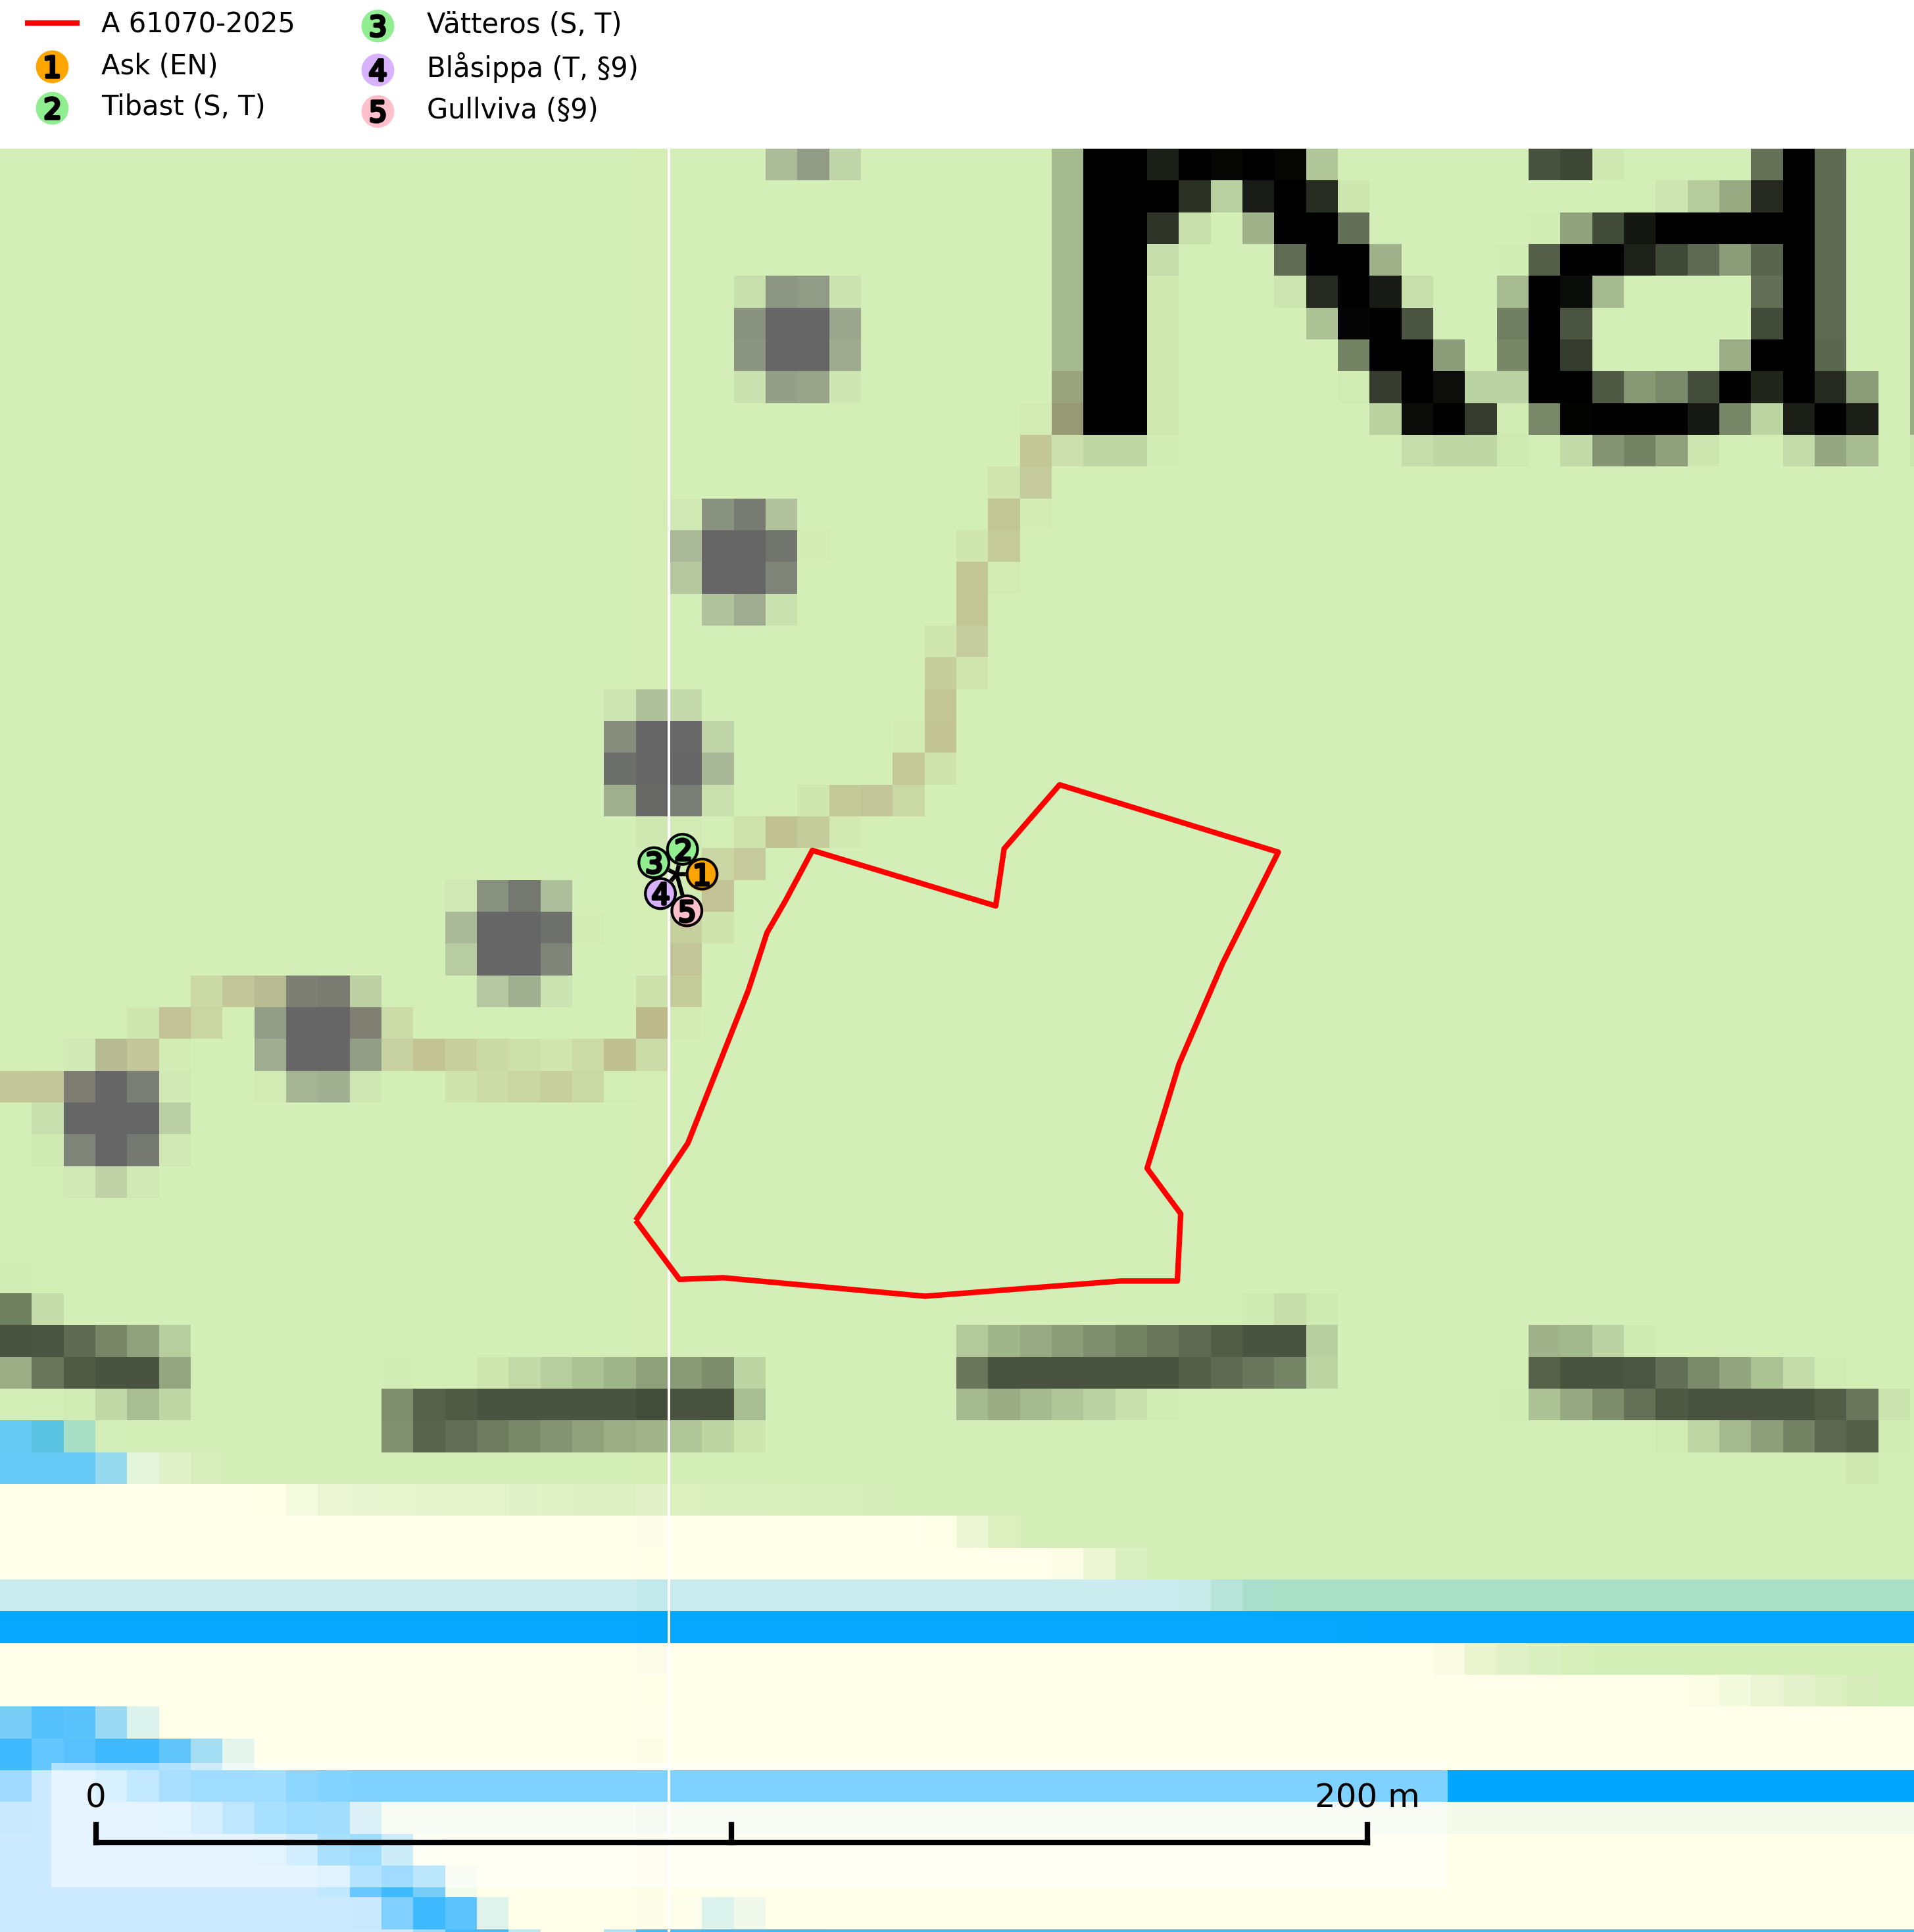 A 61070-2025
1 Ask (EN)
2 Tibast (S, T)
3 Vätteros (S, T)
4 Blåsippa (T, §9)
5 Gullviva (§9)
Na
2
3
1
4
5
0
200 m